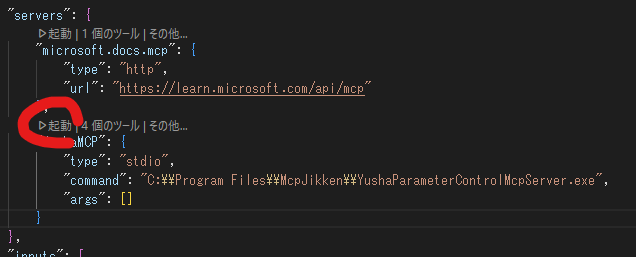 "servers": {
▷起動 | 1 個のツール | その他...
"microsoft.docs.mcp": {
"type": "http",
"url": "https://learn.microsoft.com/api/mcp"
},
▷起動 | 4 個のツール | その他...
haMCP": {
"type": "stdio",
"command": "C:\\Program Files\\McpJikken\\YushaParameterControlMcpServer.exe",
"args": []
}
},
"inputs": [